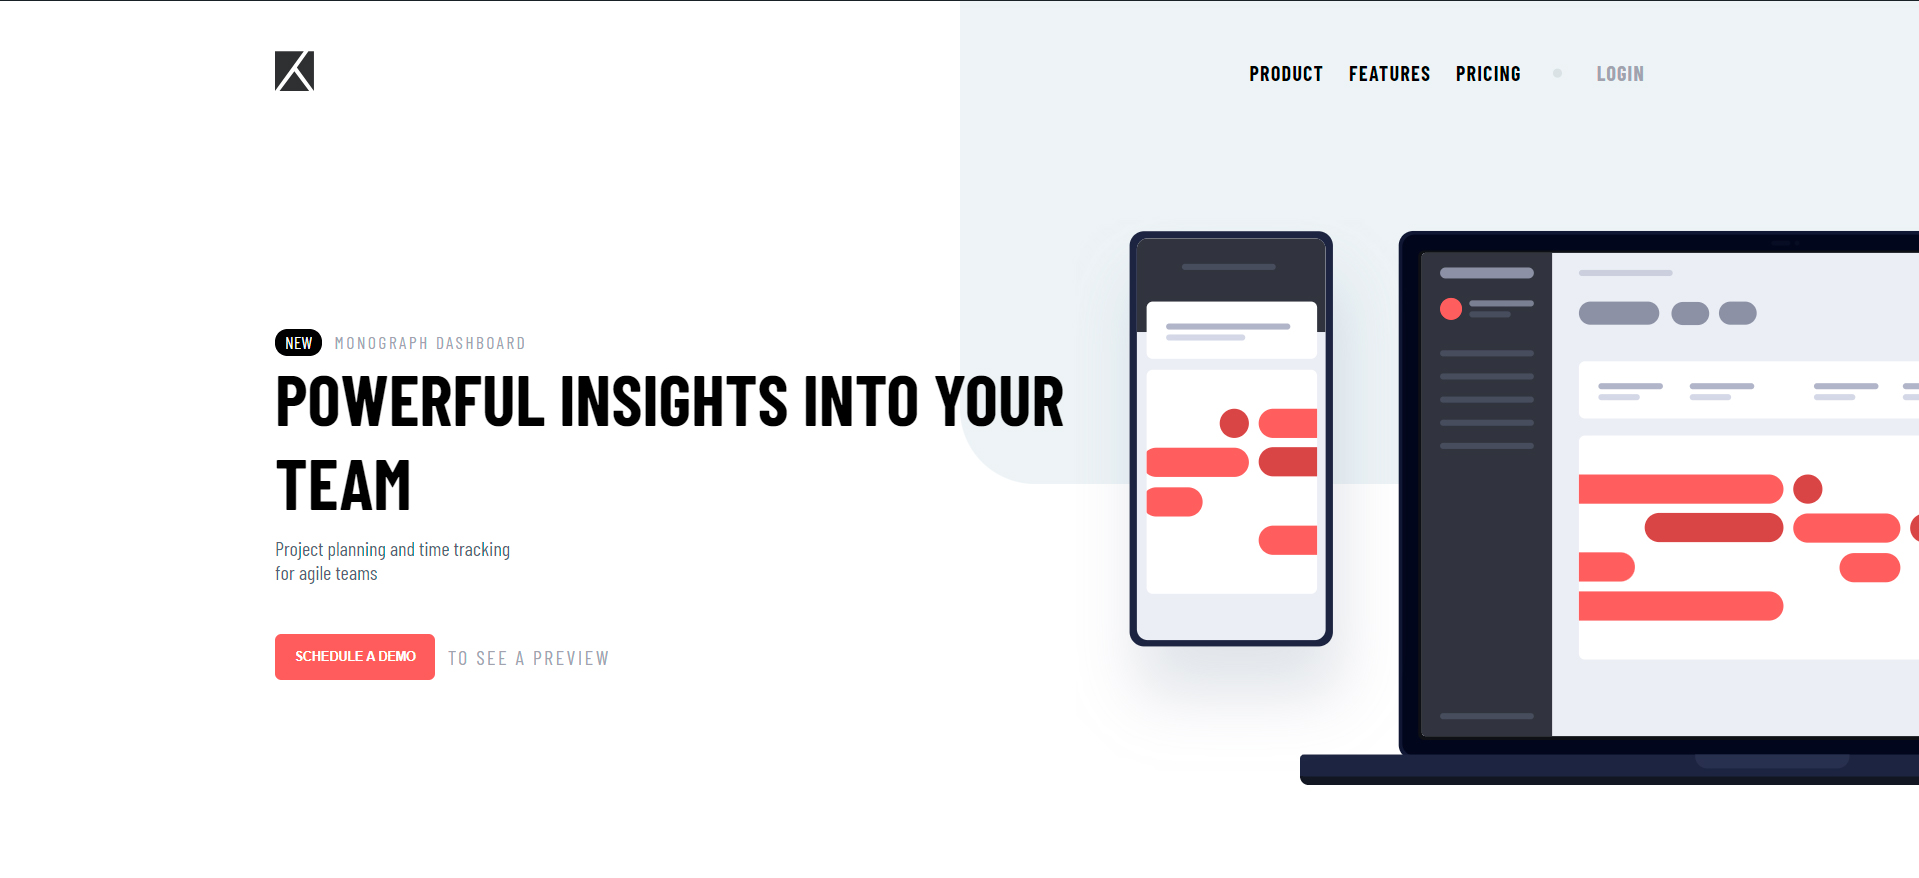 PRODUCT FEATURES PRICING LOGIN
NEW MONOGRAPH DASHBOARD
POWERFUL INSIGHTS INTO YOUR
TEAM
Project planning and time tracking
for agile teams
SCHEDULE A DEMO TO SEE A PREVIEW